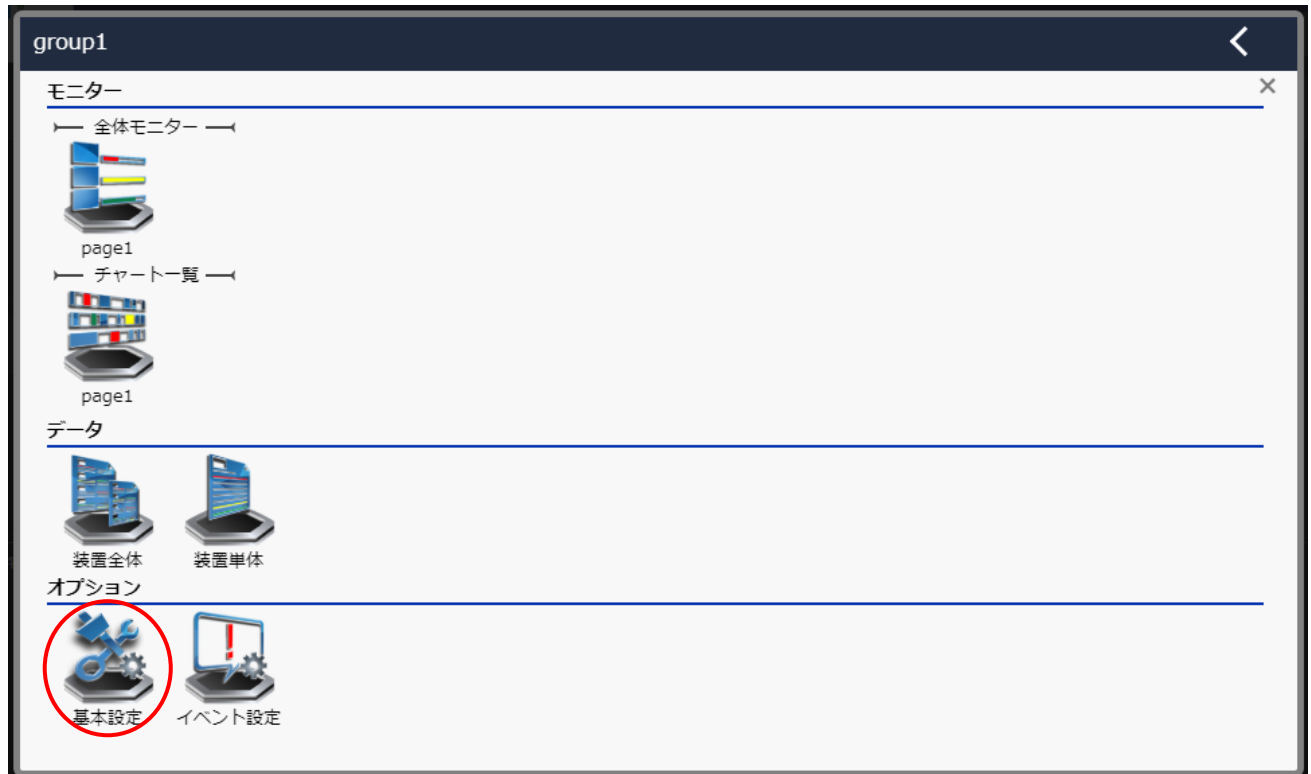 group1
モニター
全体モニター
page1
チャート一覧
page1
データ
装置全体 装置単体
オプション
基本設定 イベント設定